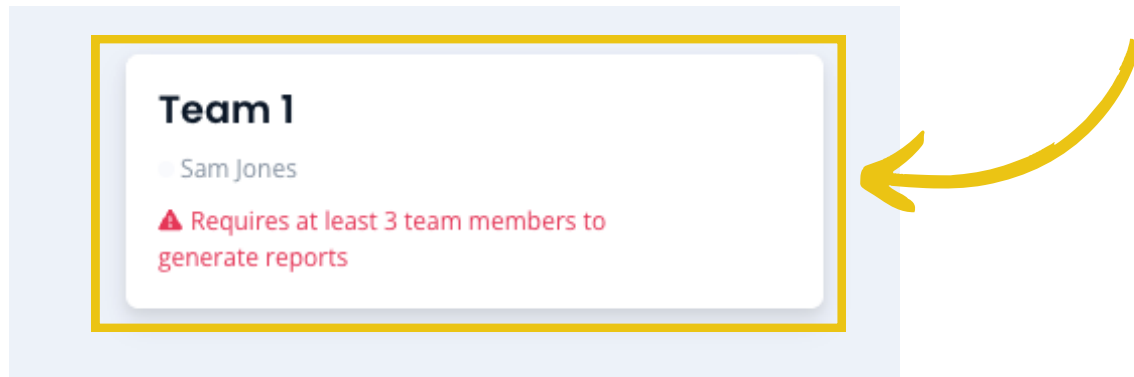 Team 1
Sam Jones
Requires at least 3 team members to
generate reports